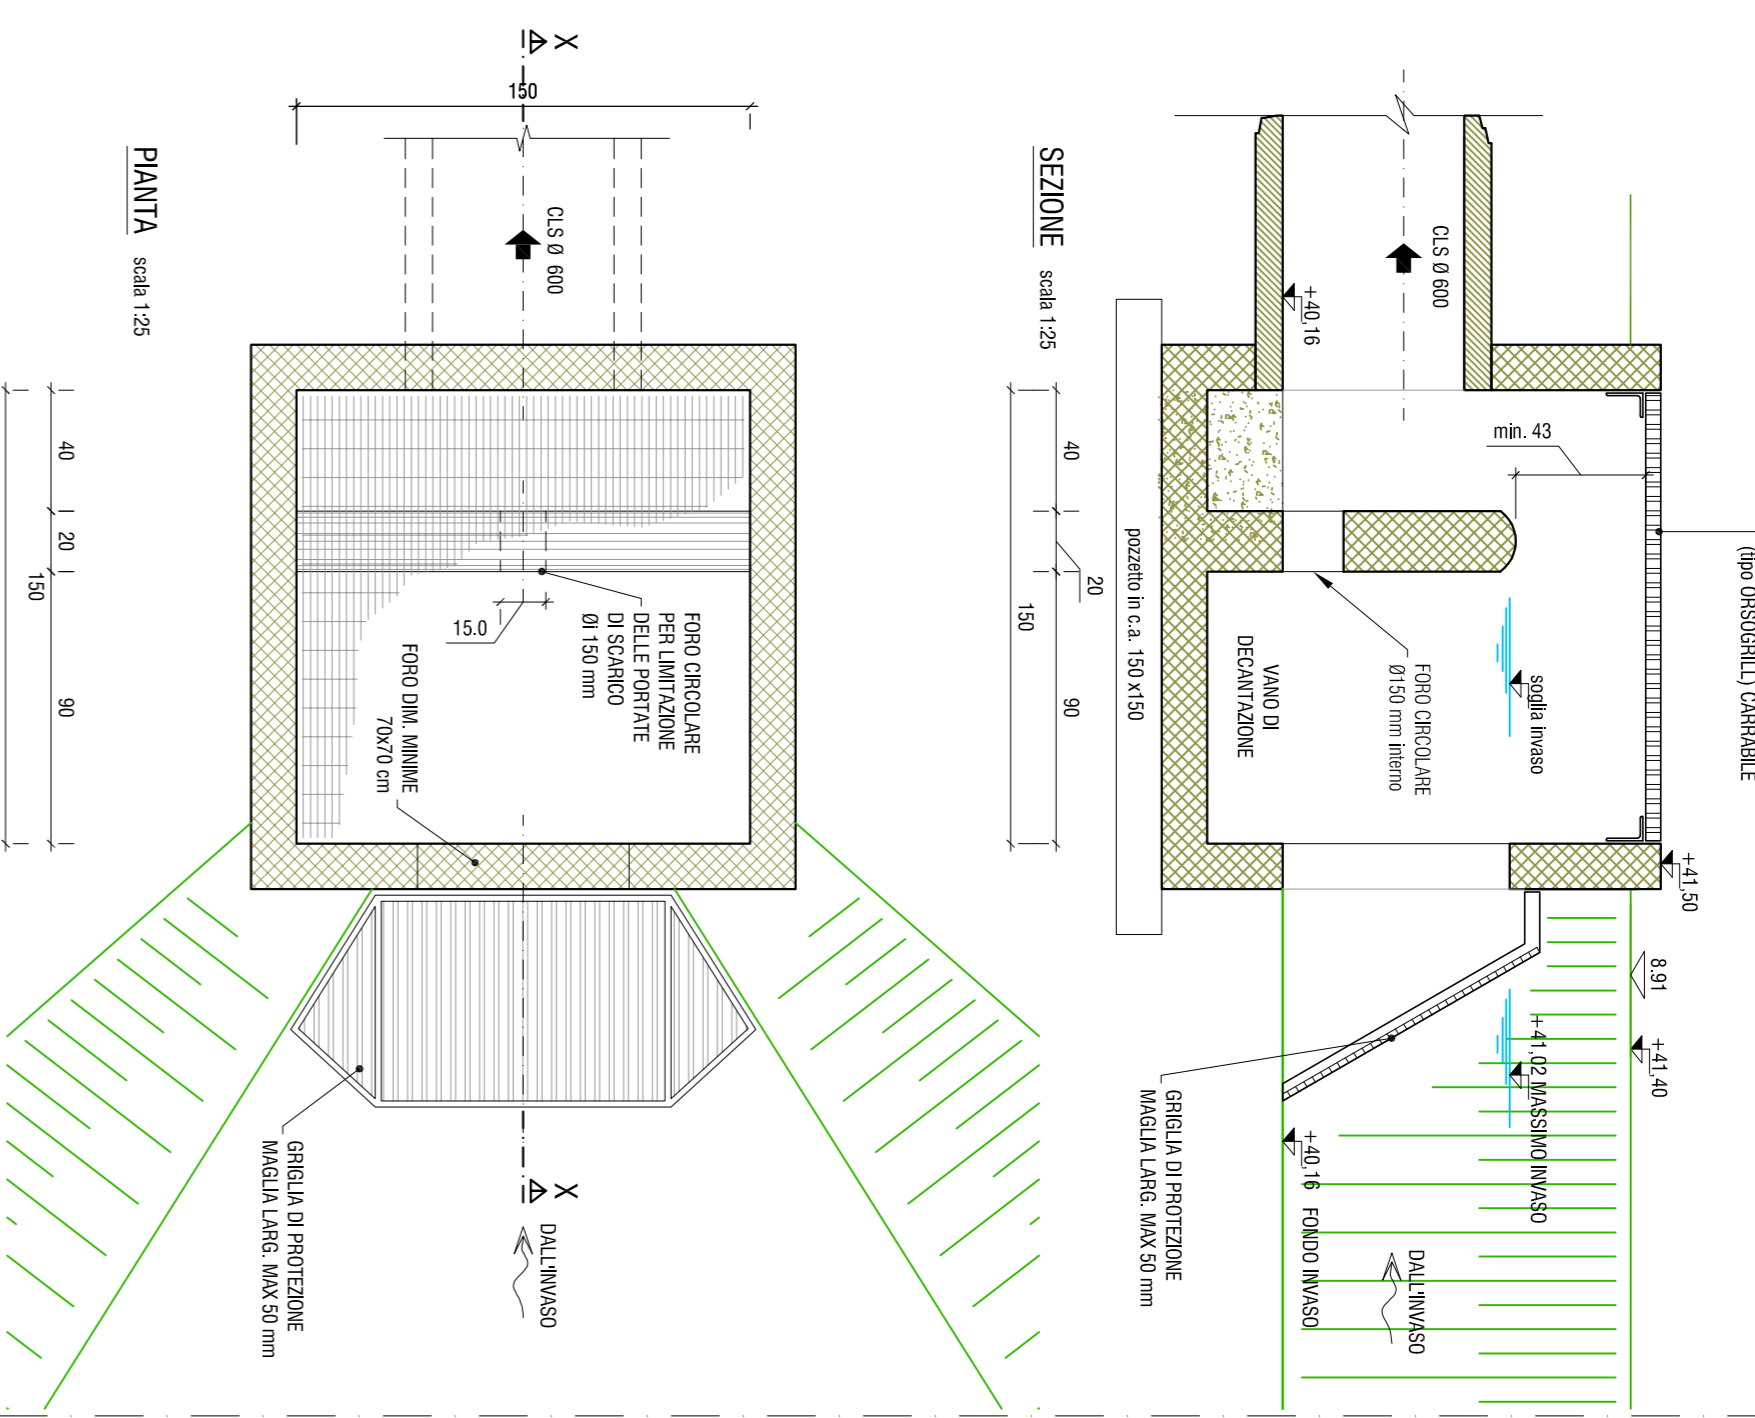 SEZIONE scala 1:25
(tipo ORSOGRILL) CARRABILE
CLS Ø 600
+40,16
min. 43
soglia invaso
FORO CIRCOLARE
Ø150 mm interno
VANO DI
DECANTAZIONE
pozzetto in c.a. 150 x150
40
20
90
150
+41,50
8.91
+41,40
+41,02 MASSIMO INVASO
+40,16 FONDO INVASO
DALL'INVASO
GRIGLIA DI PROTEZIONE
MAGLIA LARG. MAX 50 mm
PIANTA scala 1:25
X
150
CLS Ø 600
FORO CIRCOLARE
PER LIMITAZIONE
DELLE PORTATE
DI SCARICO
Øi 150 mm
15.0
FORO DIM. MINIME
70x70 cm
40
20
90
150
X
DALL'INVASO
GRIGLIA DI PROTEZIONE
MAGLIA LARG. MAX 50 mm